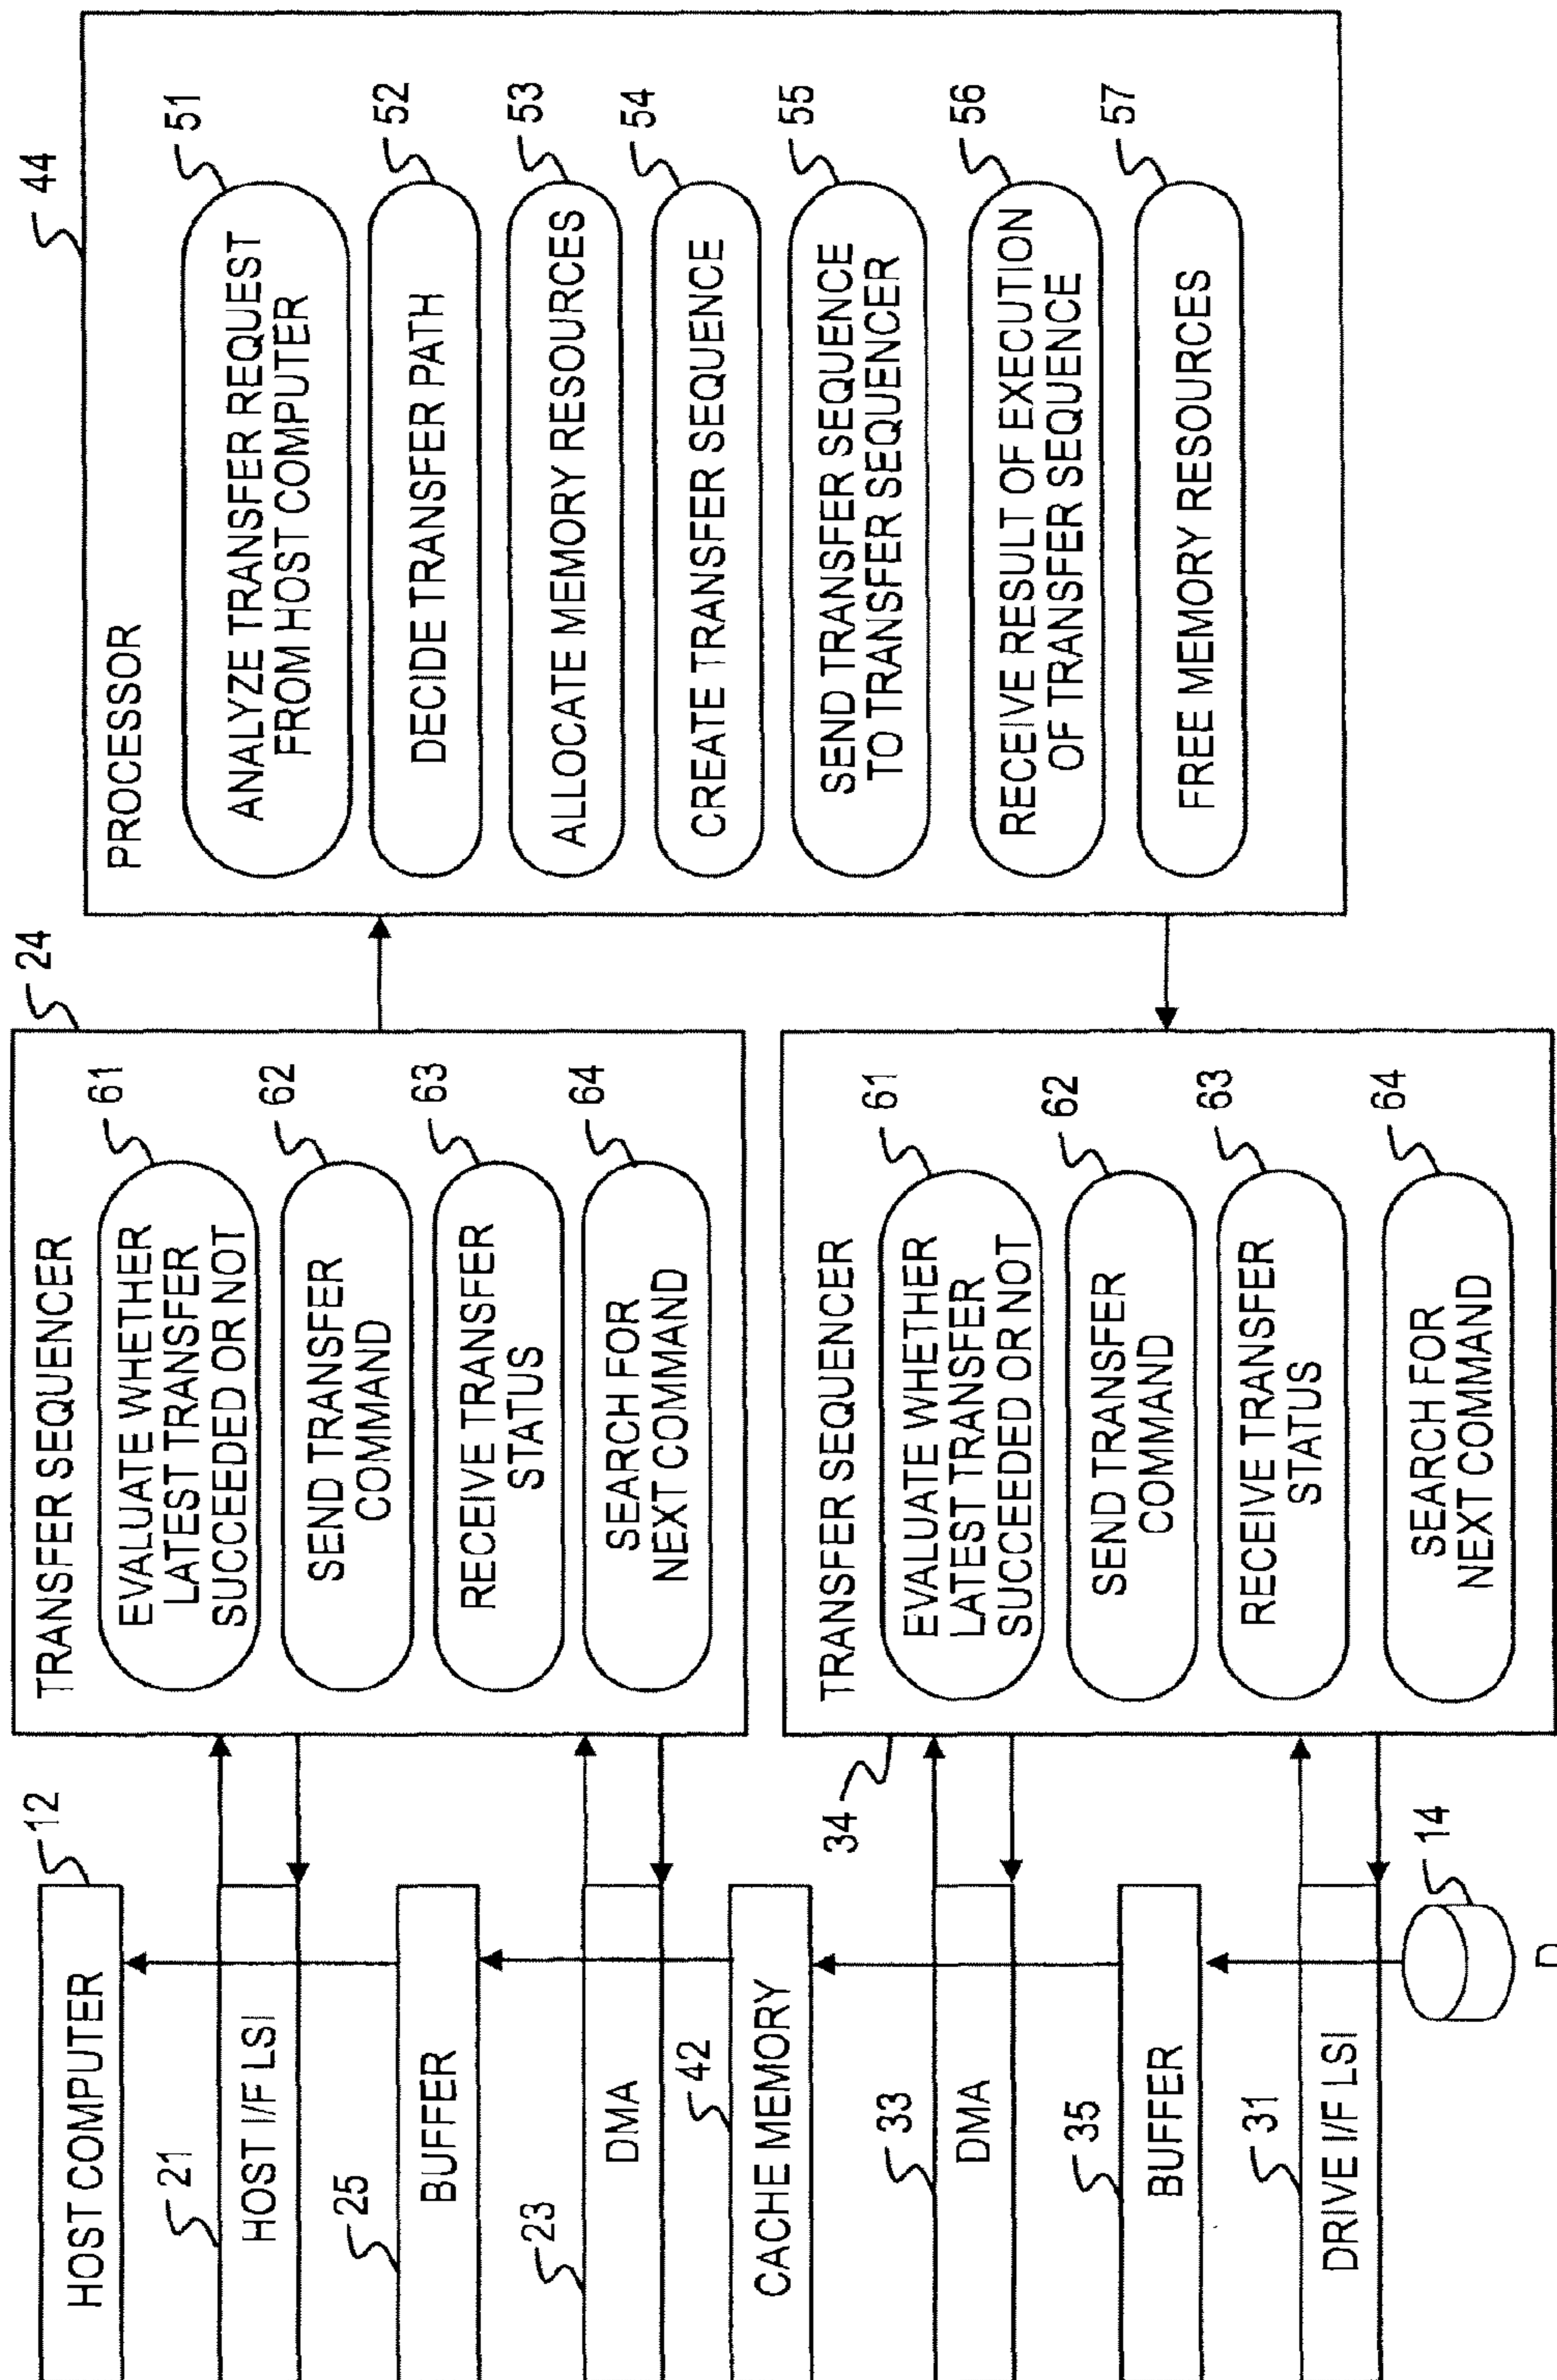 HOST COMPUTER
12
21
HOST I/F LSI
25
BUFFER
23
DMA
42
CACHE MEMORY
33
DMA
35
BUFFER
31
DRIVE I/F LSI
14
24
TRANSFER SEQUENCER
EVALUATE WHETHER
LATEST TRANSFER
SUCCEEDED OR NOT
61
SEND TRANSFER
COMMAND
62
RECEIVE TRANSFER
STATUS
63
SEARCH FOR
NEXT COMMAND
64
34
TRANSFER SEQUENCER
EVALUATE WHETHER
LATEST TRANSFER
SUCCEEDED OR NOT
61
SEND TRANSFER
COMMAND
62
RECEIVE TRANSFER
STATUS
63
SEARCH FOR
NEXT COMMAND
64
44
PROCESSOR
ANALYZE TRANSFER REQUEST
FROM HOST COMPUTER
51
DECIDE TRANSFER PATH
52
ALLOCATE MEMORY RESOURCES
53
CREATE TRANSFER SEQUENCE
54
SEND TRANSFER SEQUENCE
TO TRANSFER SEQUENCER
55
RECEIVE RESULT OF EXECUTION
OF TRANSFER SEQUENCE
56
FREE MEMORY RESOURCES
57